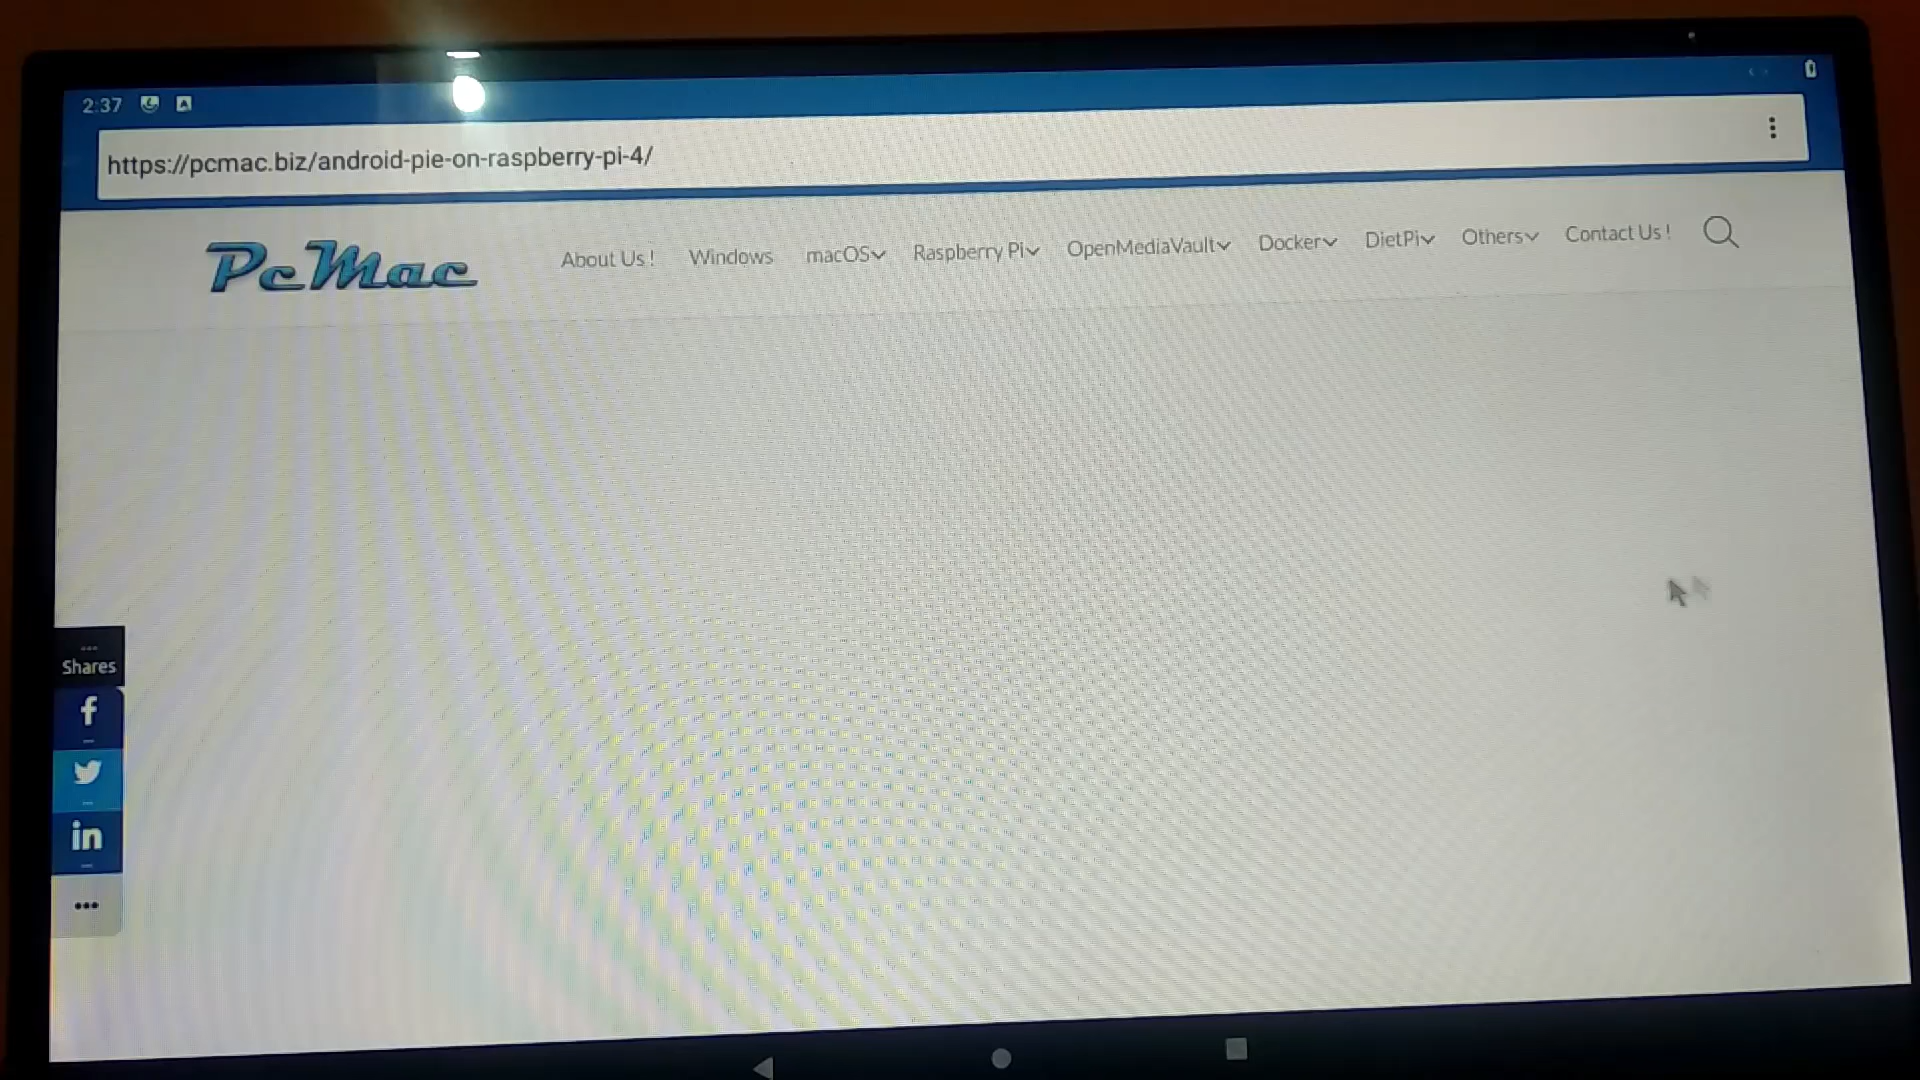 2:37
https://pcmac.biz/android-pie-on-raspberry-pi-4/
PcMac About Us ! Windows macOS Raspberry Pi OpenMediaVault Docker DietPi Others Contact Us !
Shares